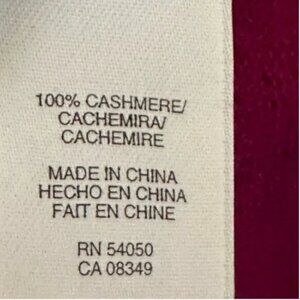 100% CASHMERE/
CACHEMIRA/
CACHEMIRE
MADE IN CHINA
HECHO EN CHINA
FAIT EN CHINE
RN 54050
CA 08349